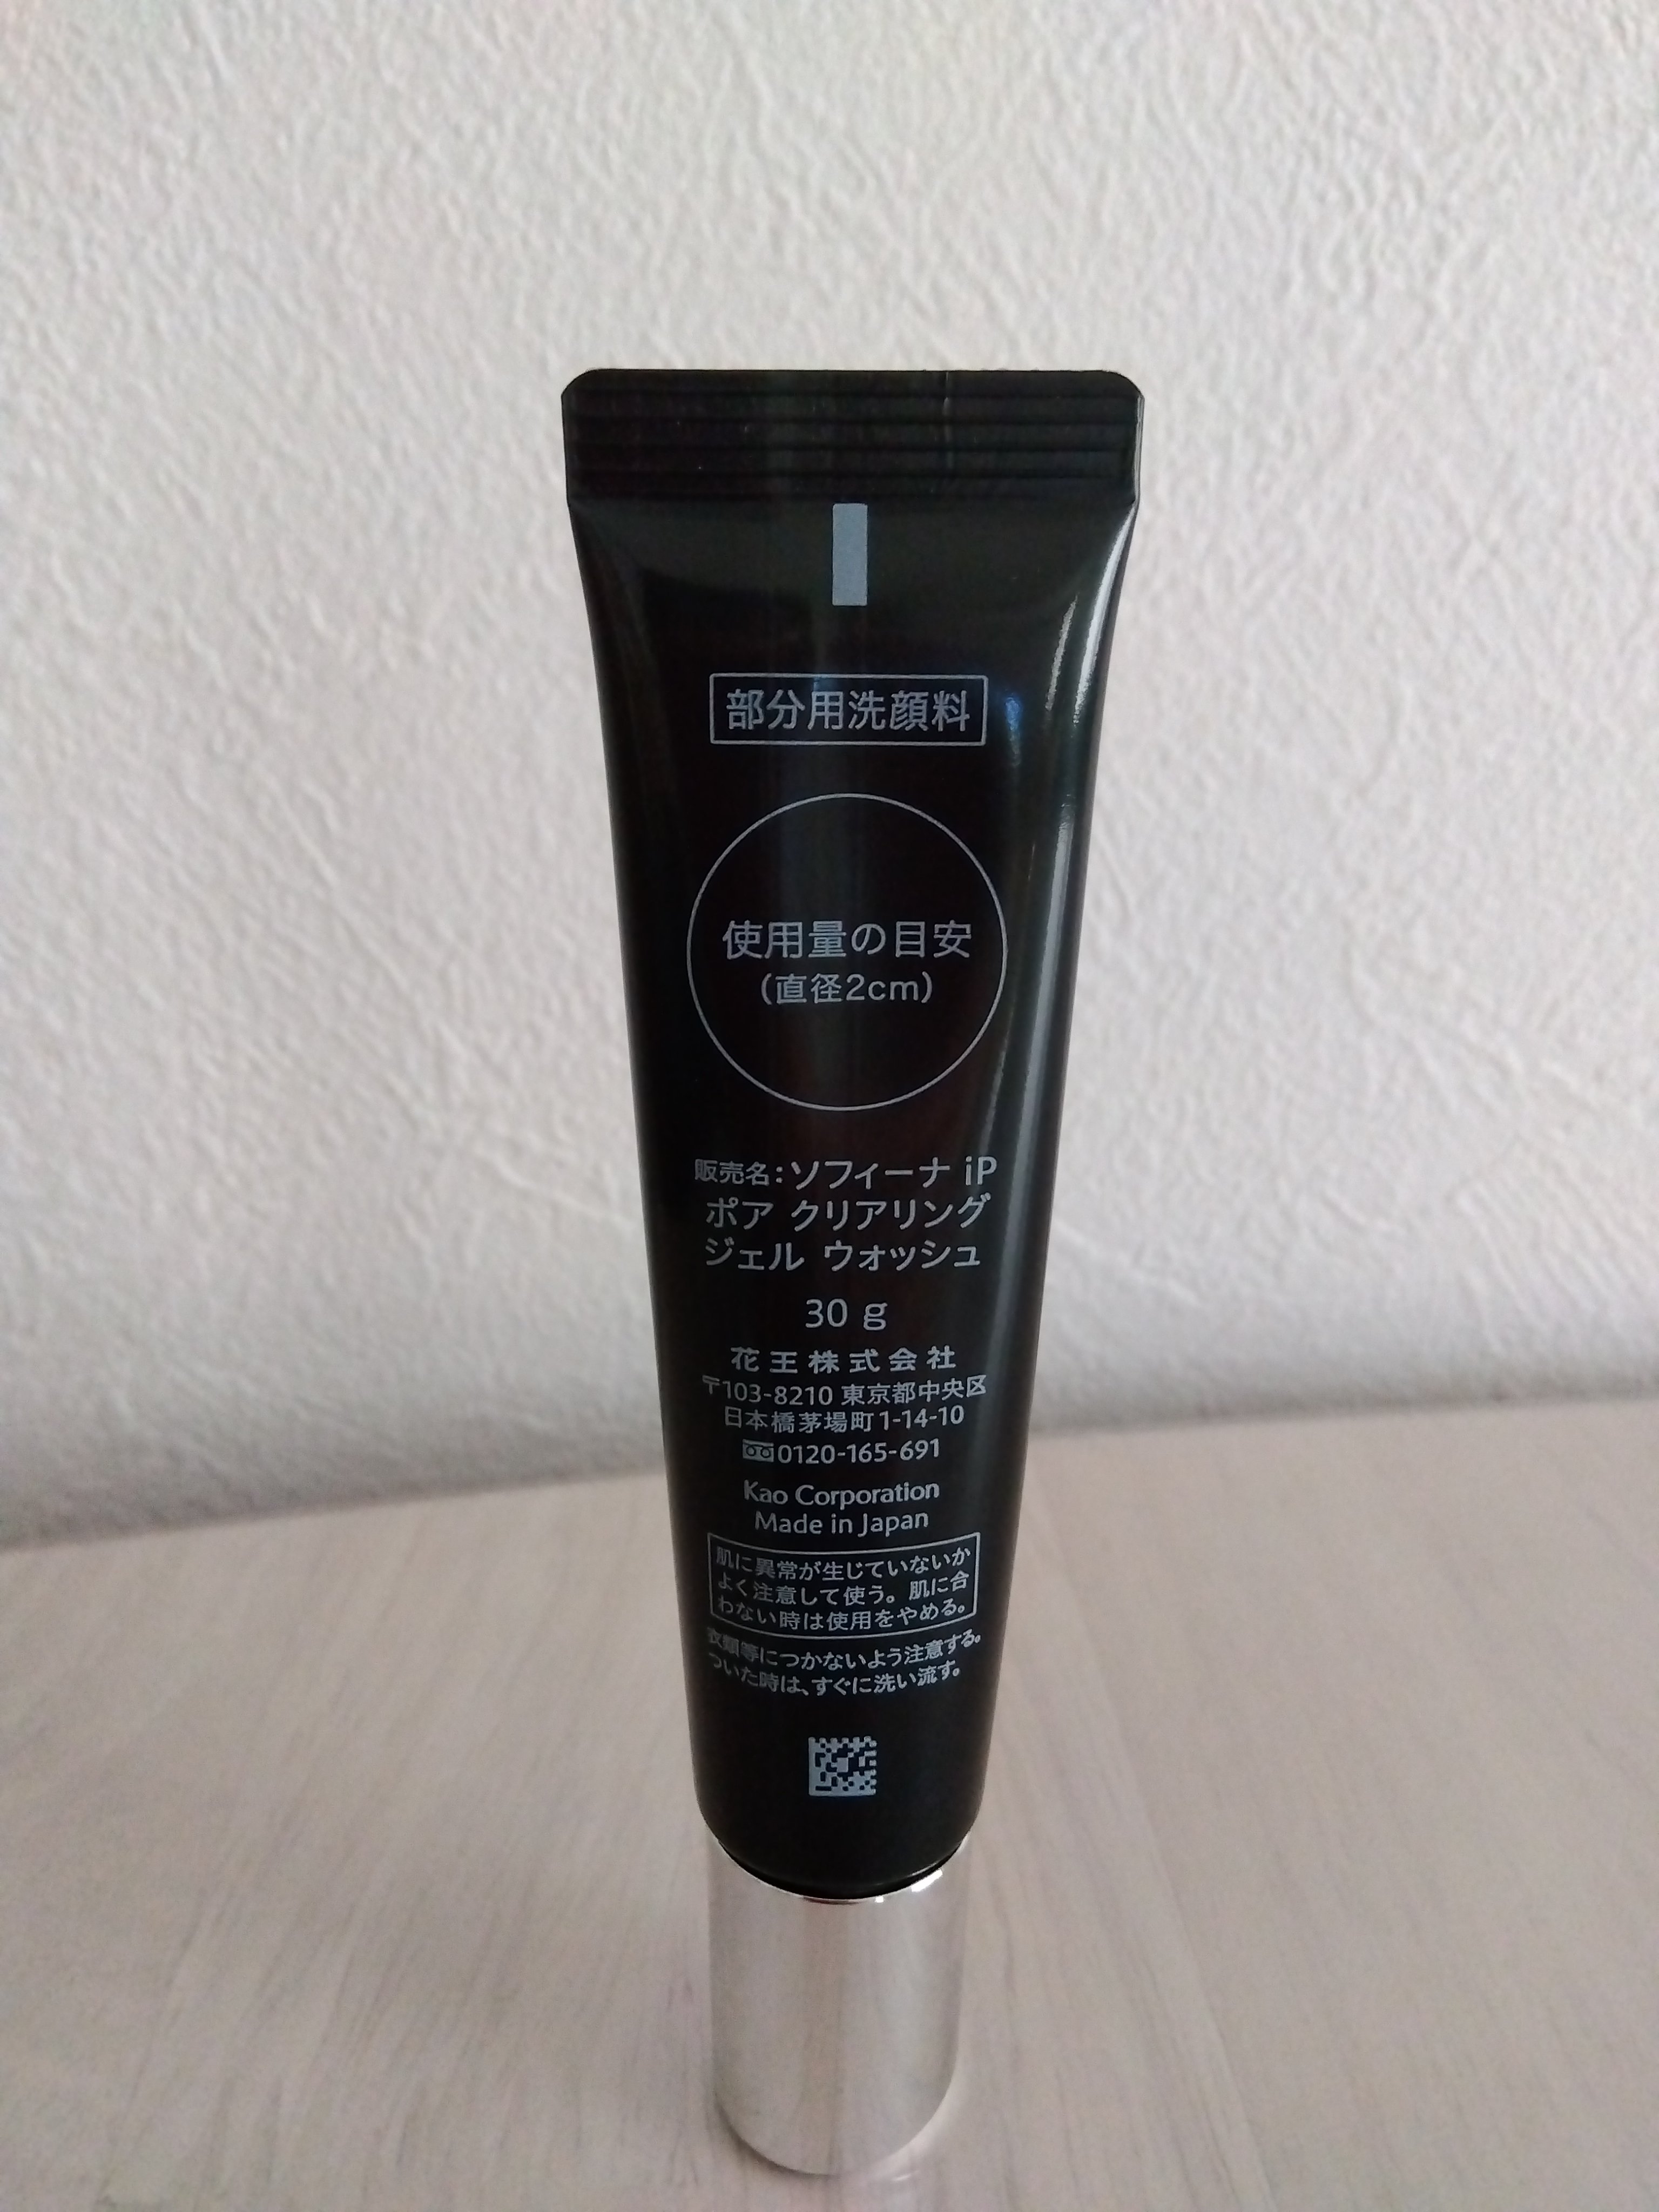 部分用洗顔料
使用量の目安
(直径2cm)
販売名:ソフィーナ iP
ポア クリアリング
ジェル ウォッシュ
30 g
花王株式会社
〒103-8210 東京都中央区
日本橋茅場町1-14-10
0120-165-691
Kao Corporation
Made in Japan
肌に異常が生じていないか
よく注意して使う。肌に合
わない時は使用をやめる。
衣類等につかないよう注意する。
ついた時は、すぐに洗い流す。